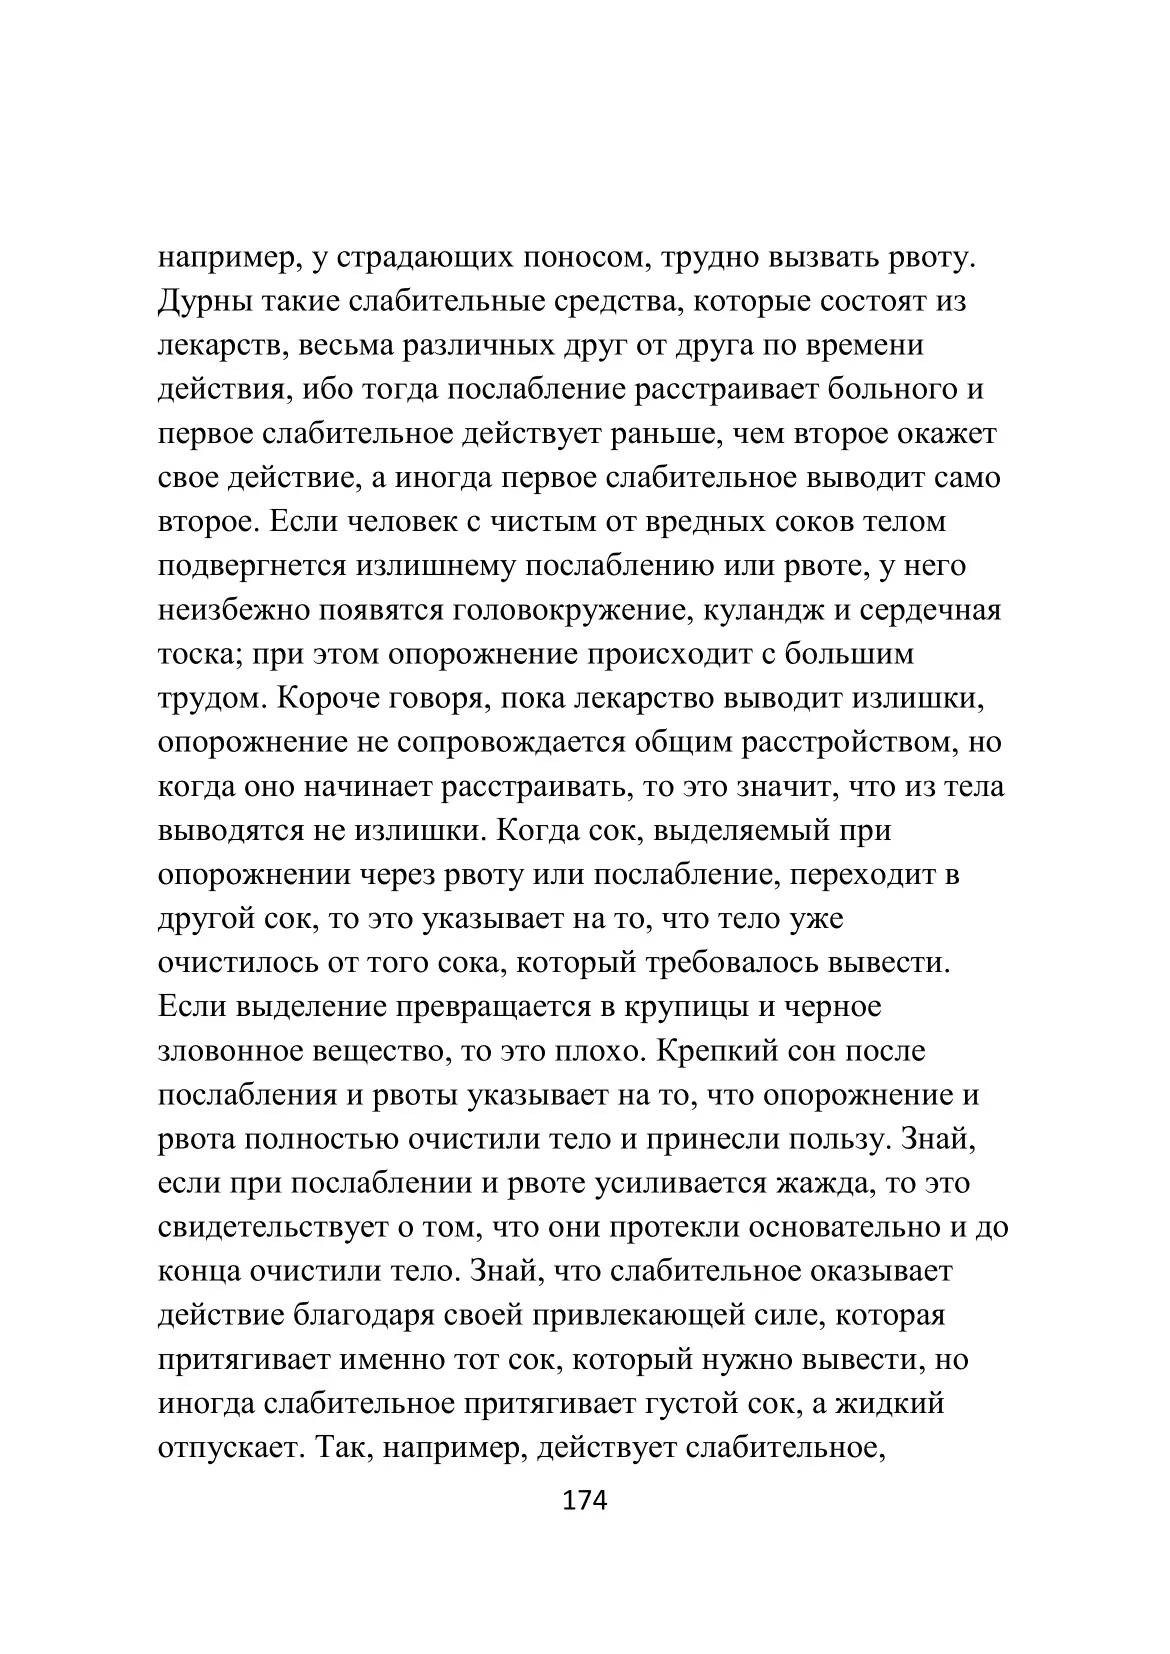 например, у страдающих поносом, трудно вызвать рвоту.
Дурны такие слабительные средства, которые состоят из
лекарств, весьма различных друг от друга по времени
действия, ибо тогда послабление расстраивает больного и
первое слабительное действует раньше, чем второе окажет
свое действие, а иногда первое слабительное выводит само
второе. Если человек с чистым от вредных соков телом
подвергнется излишнему послаблению или рвоте, у него
неизбежно появятся головокружение, куландж и сердечная
тоска; при этом опорожнение происходит с большим
трудом. Короче говоря, пока лекарство выводит излишки,
опорожнение не сопровождается общим расстройством, но
когда оно начинает расстраивать, то это значит, что из тела
выводятся не излишки. Когда сок, выделяемый при
опорожнении через рвоту или послабление, переходит в
другой сок, то это указывает на то, что тело уже
очистилось от того сока, который требовалось вывести.
Если выделение превращается в крупицы и черное
зловонное вещество, то это плохо. Крепкий сон после
послабления и рвоты указывает на то, что опорожнение и
рвота полностью очистили тело и принесли пользу. Знай,
если при послаблении и рвоте усиливается жажда, то это
свидетельствует о том, что они протекли основательно и до
конца очистили тело. Знай, что слабительное оказывает
действие благодаря своей привлекающей силе, которая
притягивает именно тот сок, который нужно вывести, но
иногда слабительное притягивает густой сок, а жидкий
отпускает. Так, например, действует слабительное,
174